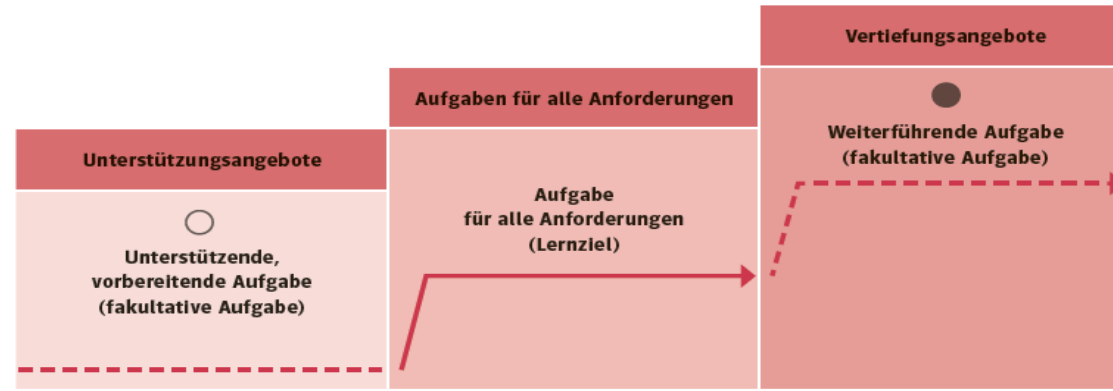 Unterstützungsangebote
Unterstützende,
vorbereitende Aufgabe
(fakultative Aufgabe)
Aufgaben für alle Anforderungen
Aufgabe
für alle Anforderungen
(Lernziel)
Vertiefungsangebote
Weiterführende Aufgabe
(fakultative Aufgabe)